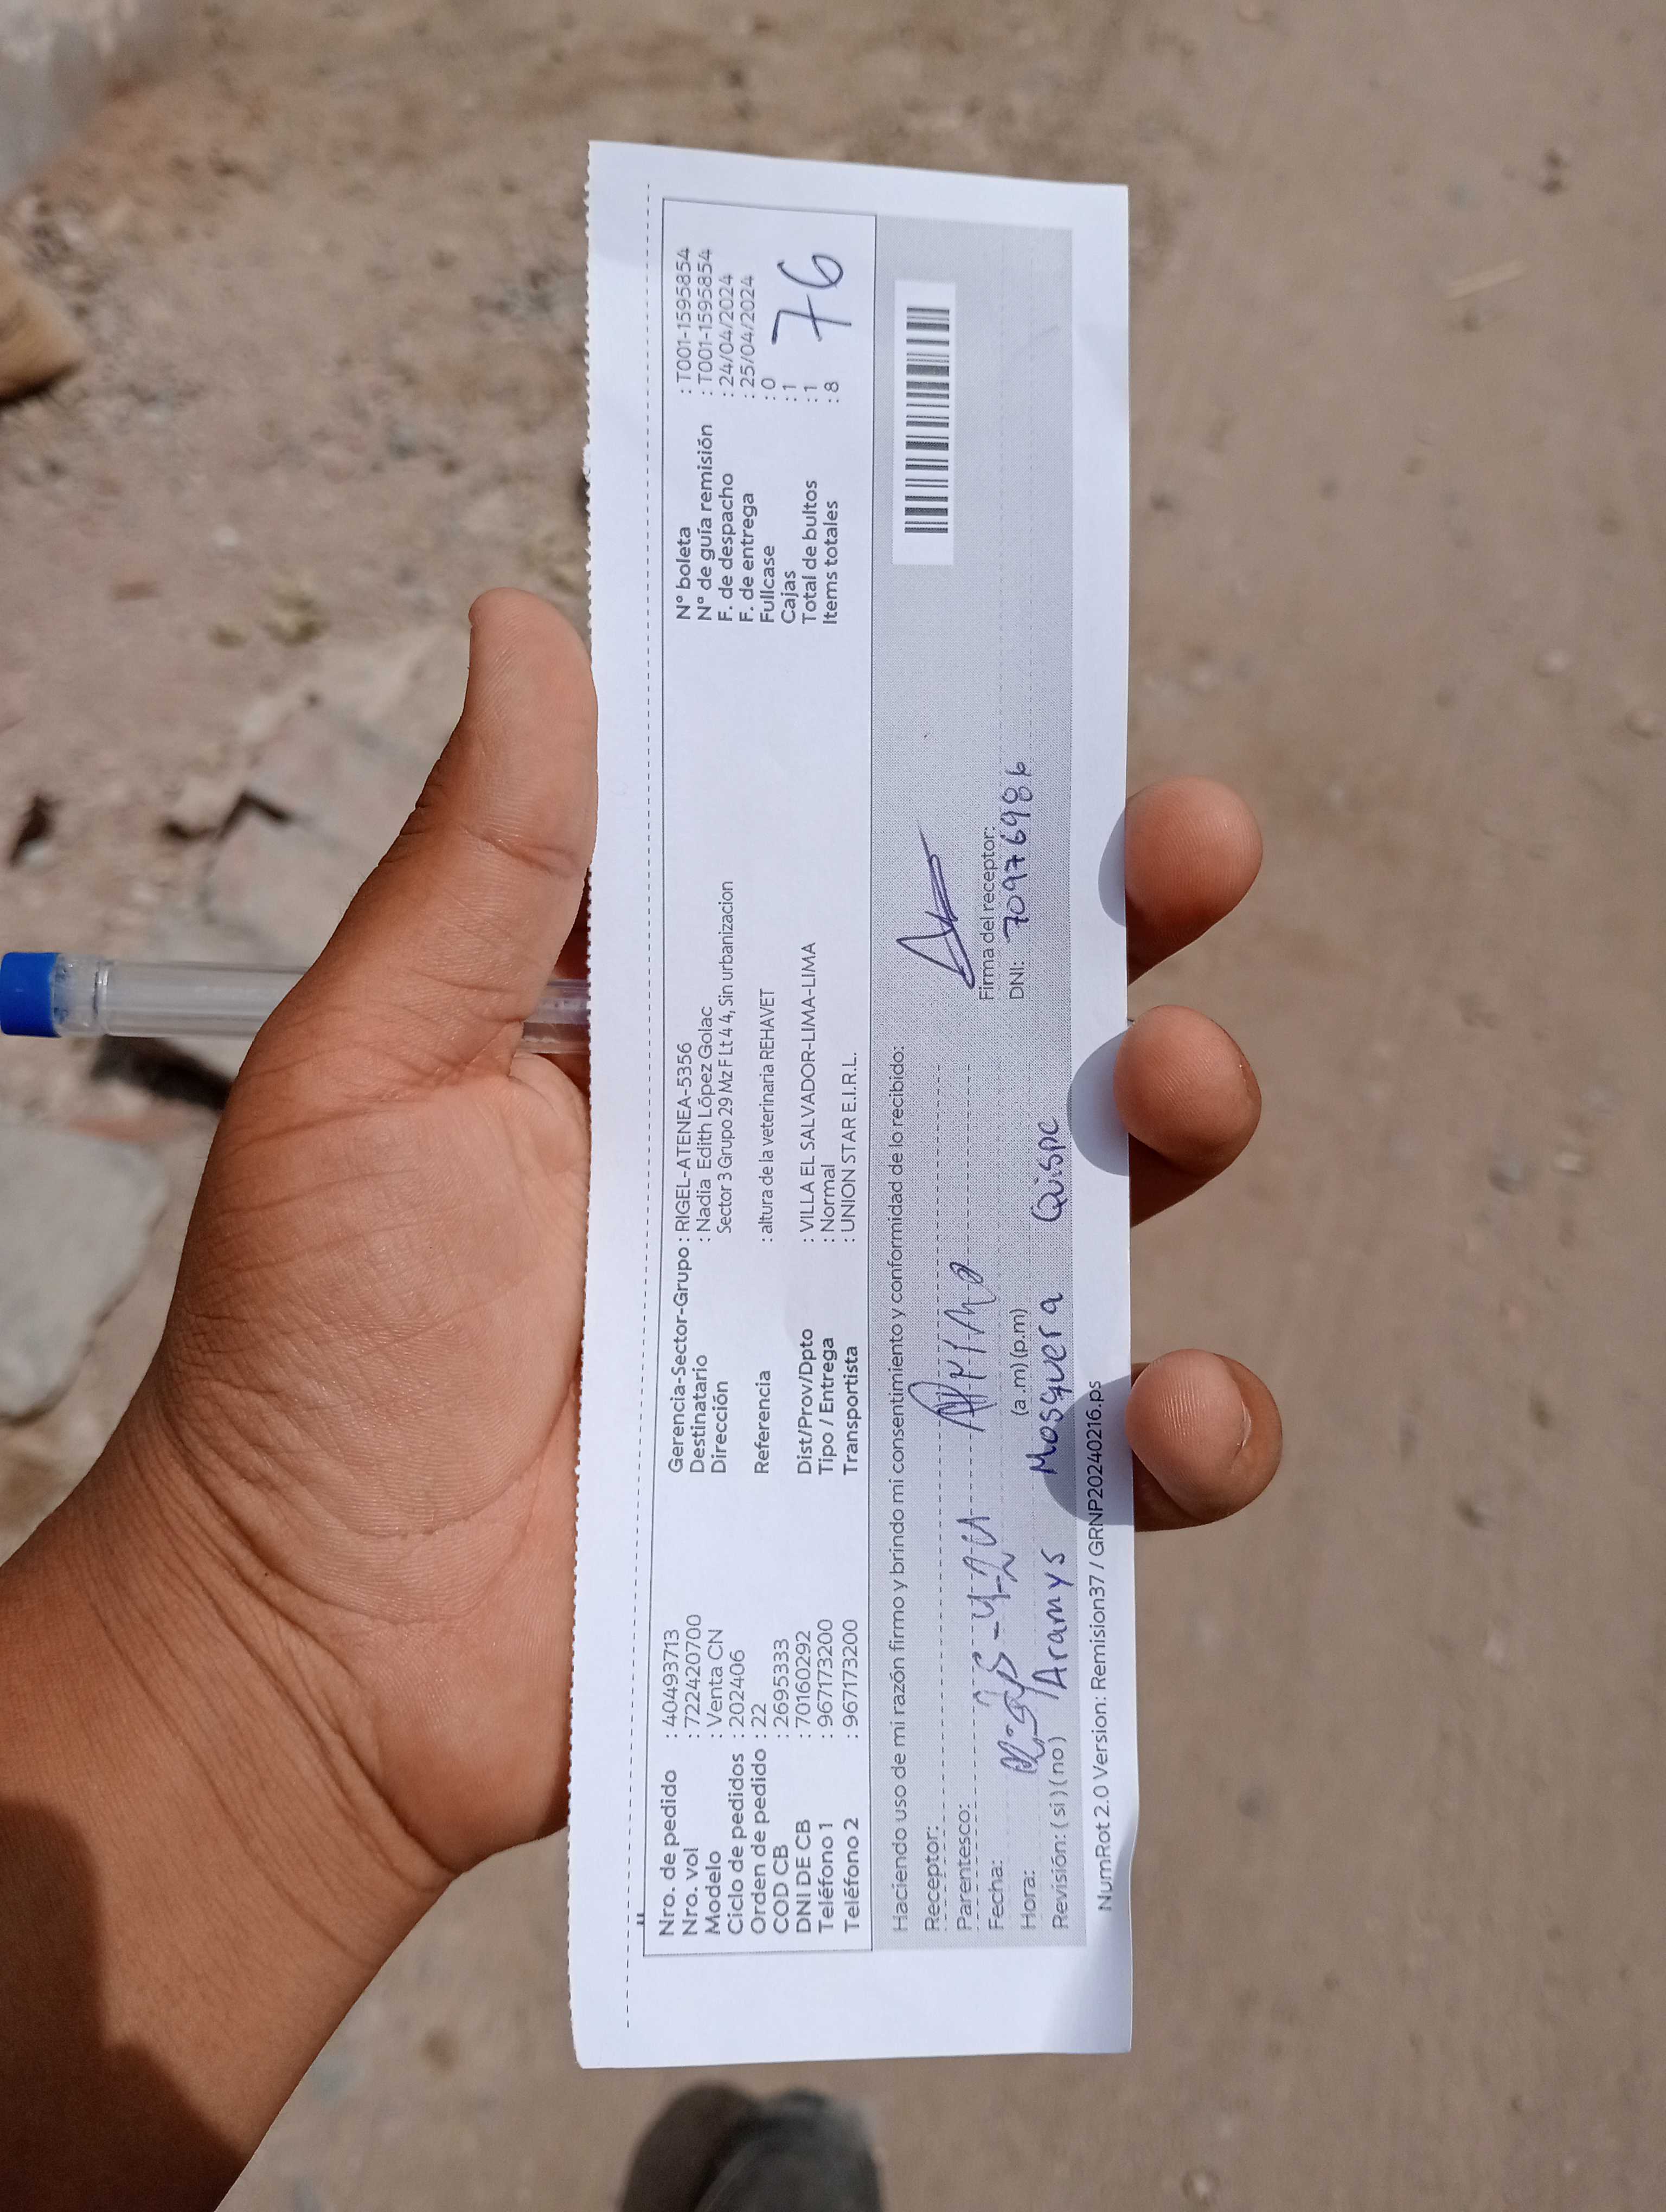 Nro. de pedido : 40493713
Nro. vol : 722420700
Modelo : Venta CN
Ciclo de pedidos : 202406
Orden de pedido : 22
COD CB : 2695333
DNI DE CB : 70160292
Teléfono 1 : 967173200
Teléfono 2 : 967173200
Gerencia-Sector-Grupo : RIGEL-ATENEA-5356
Destinatario : Nadia Edith López Golac
Dirección Sector 3 Grupo 29 Mz F Lt 4 4, Sin urbanizacion
Referencia : altura de la veterinaria REHAVET
Dist/Prov/Dpto : VILLA EL SALVADOR-LIMA-LIMA
Tipo / Entrega : Normal
Transportista : UNION STAR E.I.R.L.
N° boleta : T001-1595854
N° de guía remisión : T001-1595854
F. de despacho : 24/04/2024
F. de entrega : 25/04/2024
Fullcase : 0
Cajas : 1
Total de bultos : 1
Items totales : 8
76
Haciendo uso de mi razón firmo y brindo mi consentimiento y conformidad de lo recibido:
Receptor:
Parentesco:
Fecha:
Hora: (a.m) (p.m)
Revisión: ( si ) ( no ) Aramys Mosquera Quispe
Firma del receptor:
DNI: 70976986
NumRot 2.0 Version: Remision37 / GRNP20240216.ps